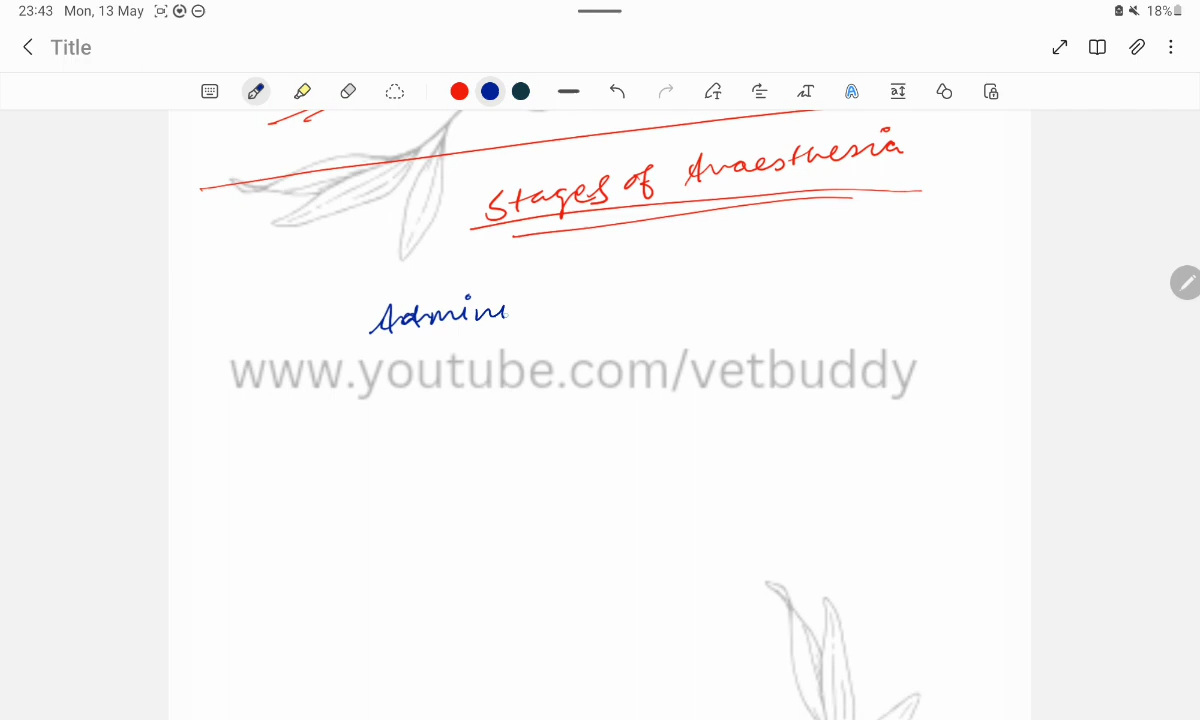 23:43 Mon, 13 May 18%
Title
Stages of Anaesthesia
Admini
www.youtube.com/vetbuddy